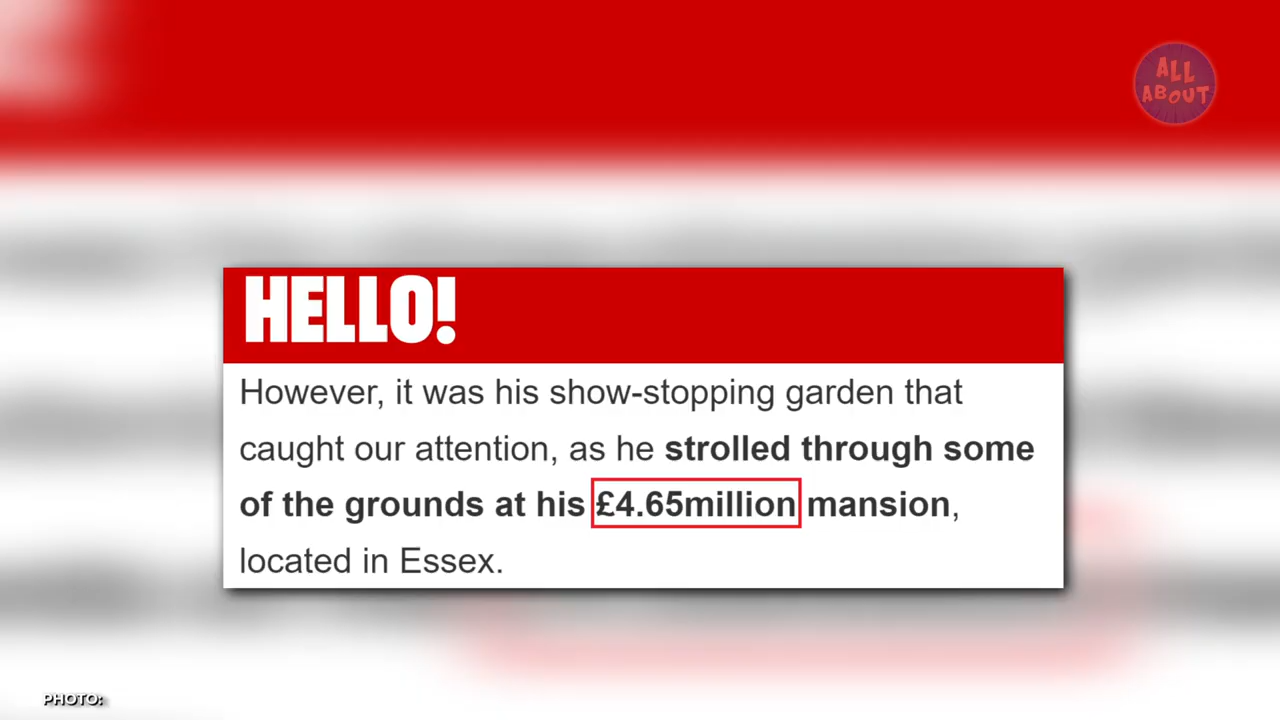 ALL
ABOUT
HELLO!
However, it was his show-stopping garden that
caught our attention, as he strolled through some
of the grounds at his £4.65million mansion,
located in Essex.
PHOTO: